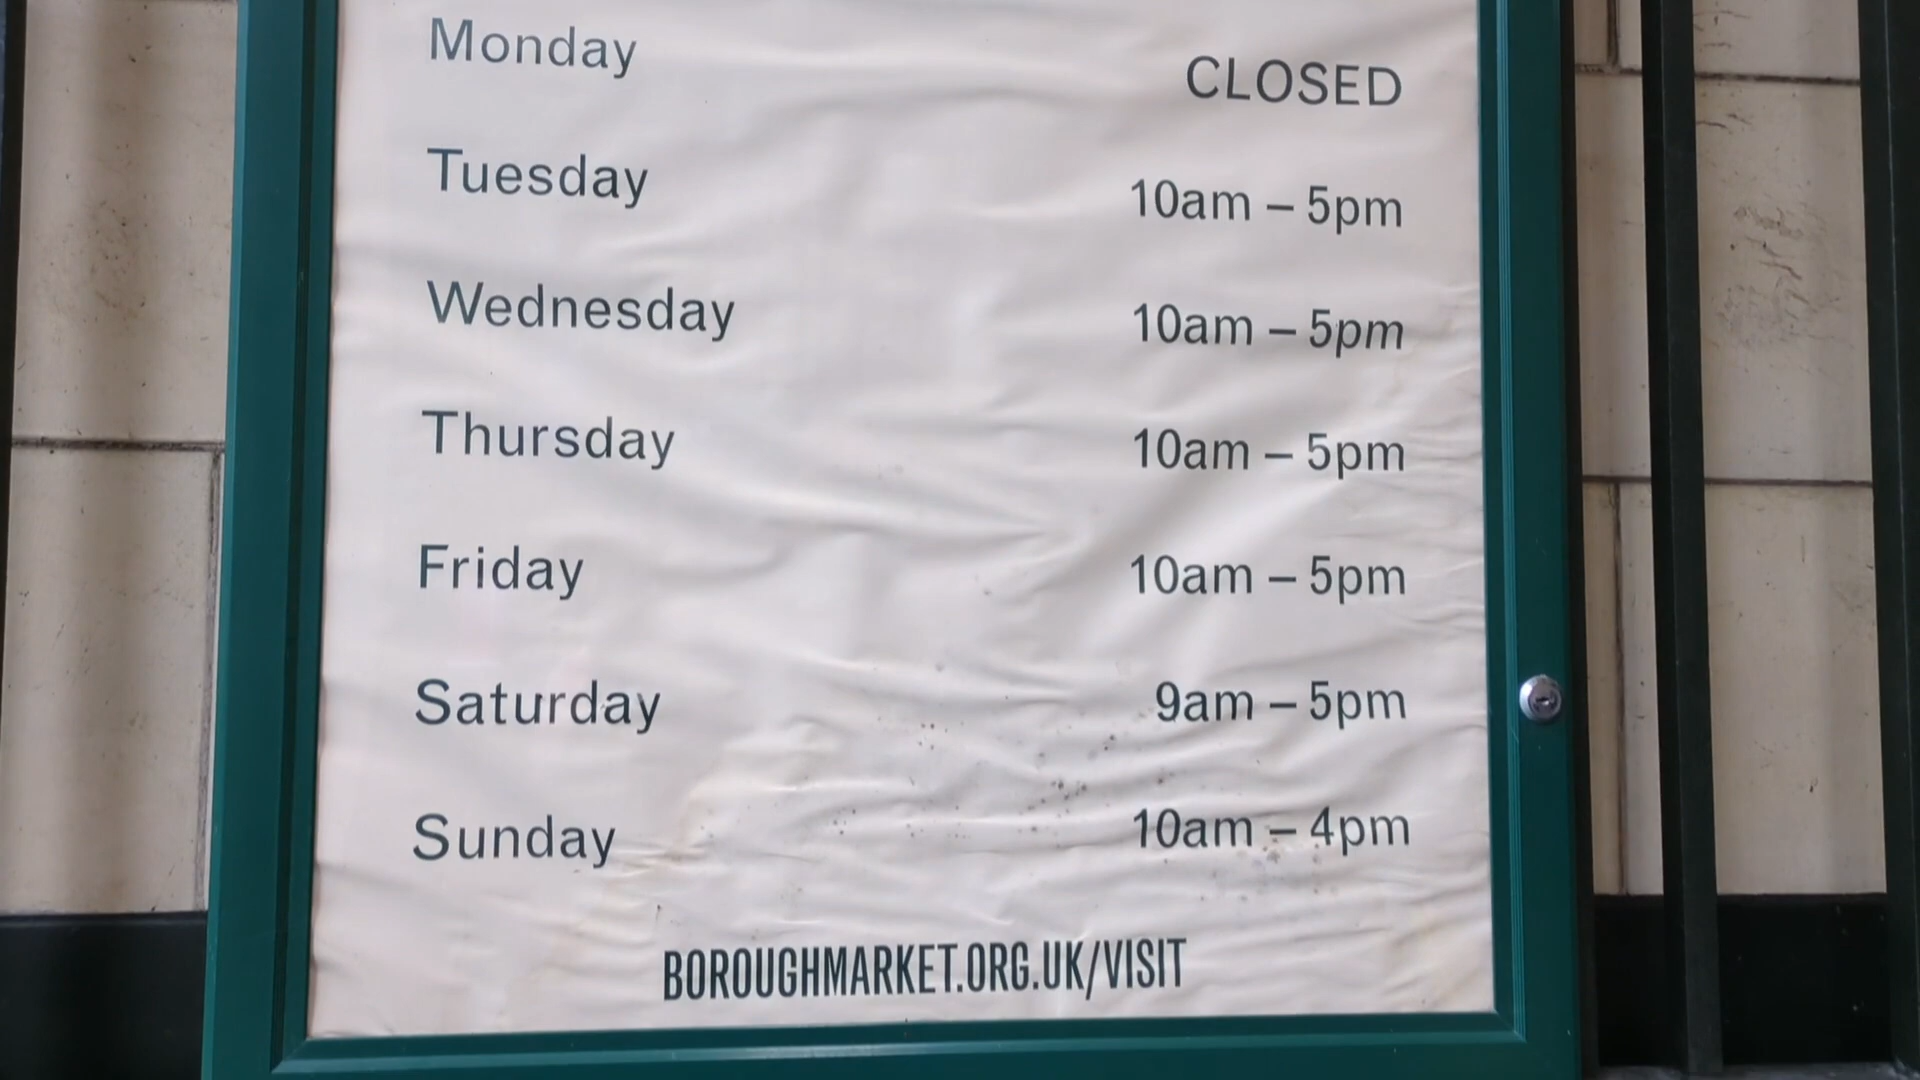 Monday CLOSED
Tuesday 10am – 5pm
Wednesday 10am – 5pm
Thursday 10am – 5pm
Friday 10am – 5pm
Saturday 9am – 5pm
Sunday 10am – 4pm
BOROUGHMARKET.ORG.UK/VISIT